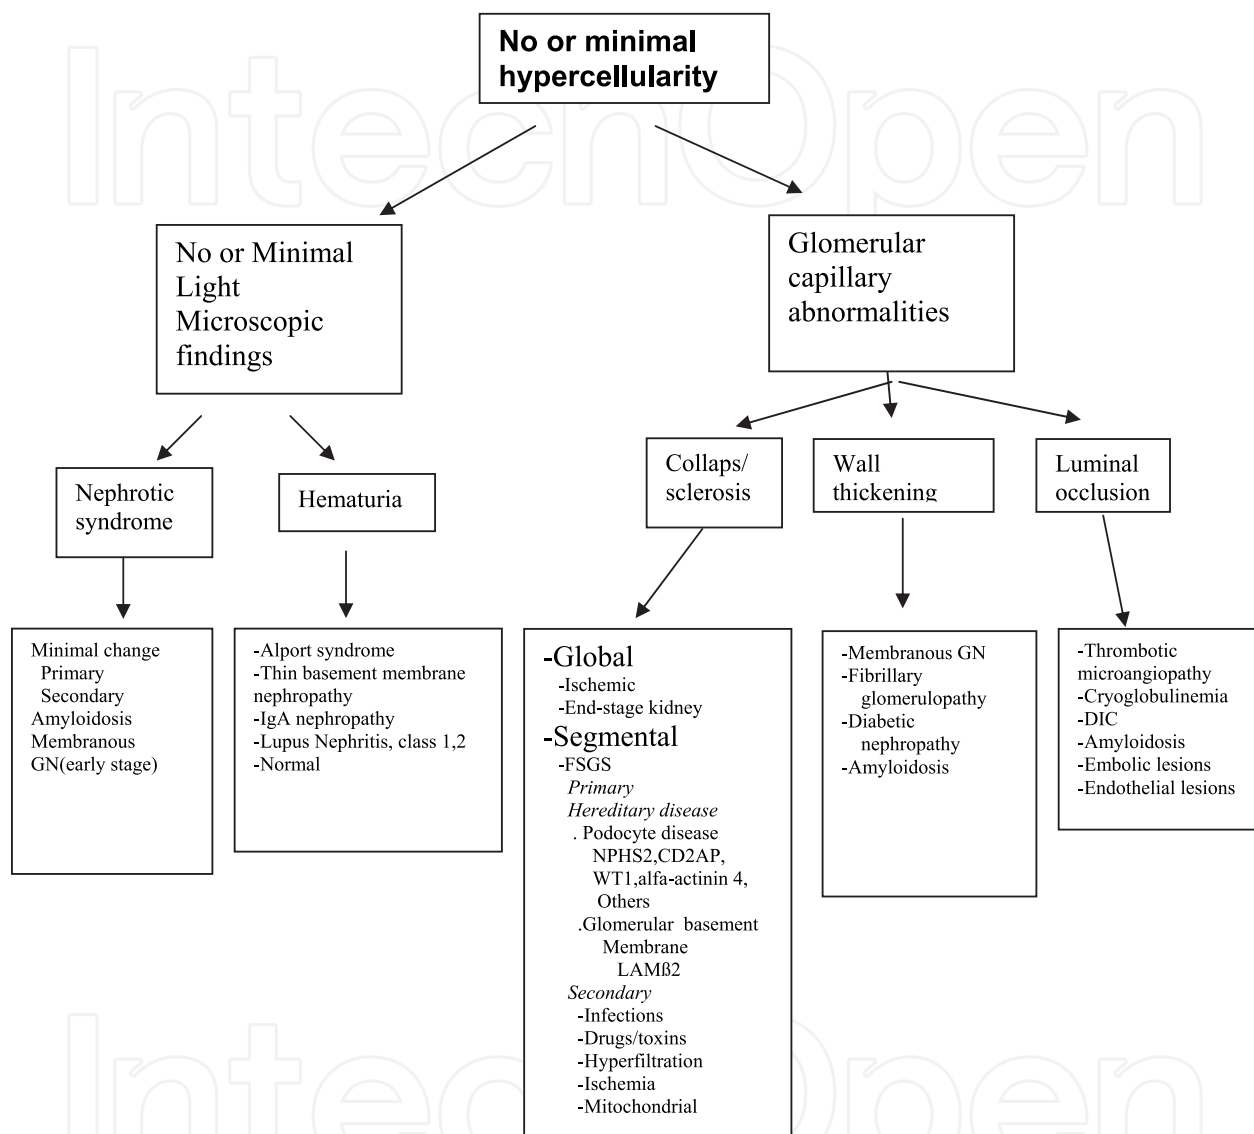 No or minimal
hypercellularity
No or Minimal
Light
Microscopic
findings
Glomerular
capillary
abnormalities
Nephrotic
syndrome
Hematuria
Collaps/
sclerosis
Wall
thickening
Luminal
occlusion
Minimal change
Primary
Secondary
Amyloidosis
Membranous
GN(early stage)
-Alport syndrome
-Thin basement membrane
nephropathy
-IgA nephropathy
-Lupus Nephritis, class 1,2
-Normal
-Global
-Ischemic
-End-stage kidney
-Segmental
-FSGS
Primary
Hereditary disease
. Podocyte disease
NPHS2,CD2AP,
WT1,alfa-actinin 4,
Others
.Glomerular basement
Membrane
LAMß2
Secondary
-Infections
-Drugs/toxins
-Hyperfiltration
-Ischemia
-Mitochondrial
-Membranous GN
-Fibrillary
glomerulopathy
-Diabetic
nephropathy
-Amyloidosis
-Thrombotic
microangiopathy
-Cryoglobulinemia
-DIC
-Amyloidosis
-Embolic lesions
-Endothelial lesions
IntechOpen
IntechOpen